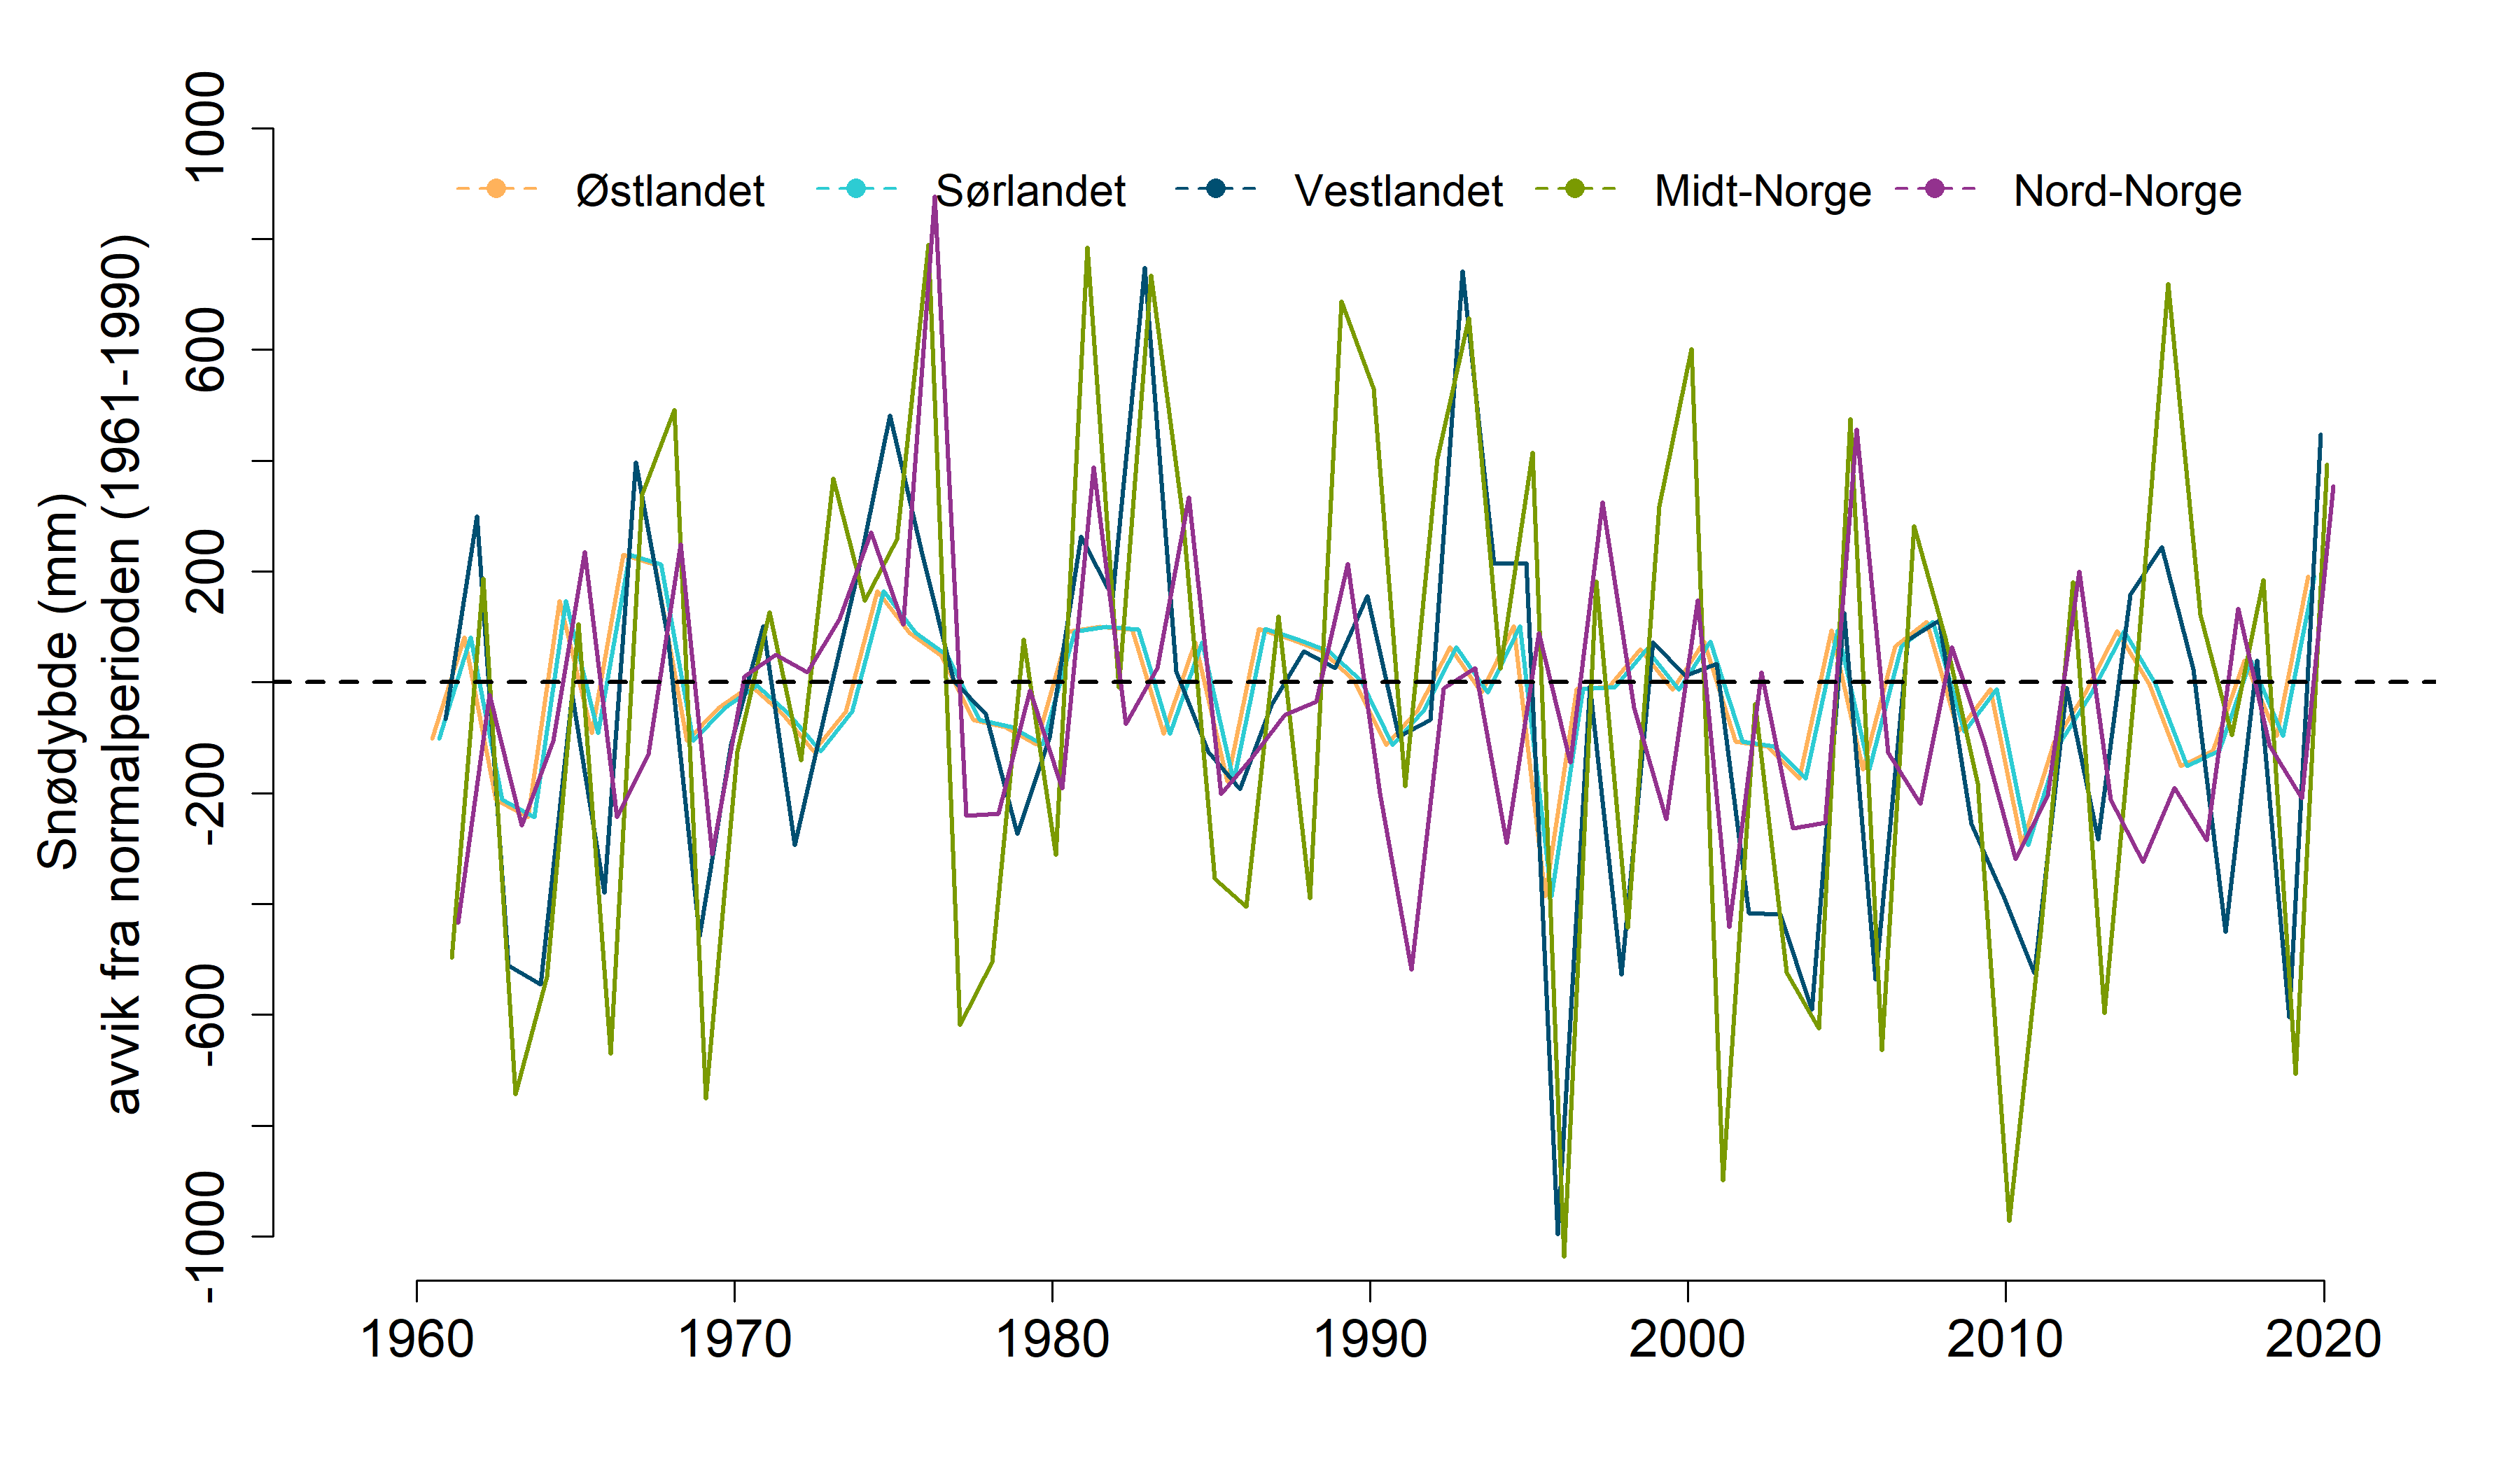 Snødybde (mm)
avvik fra normalperioden (1961-1990)
1000
600
200
-200
-600
-1000
Østlandet Sørlandet Vestlandet Midt-Norge Nord-Norge
1960 1970 1980 1990 2000 2010 2020